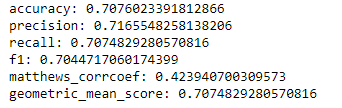 accuracy: 0.7076023391812866
precision: 0.7165548258138206
recall: 0.7074829280570816
f1: 0.7044717060174399
matthews_corrcoef: 0.423940700309573
geometric_mean_score: 0.7074829280570816